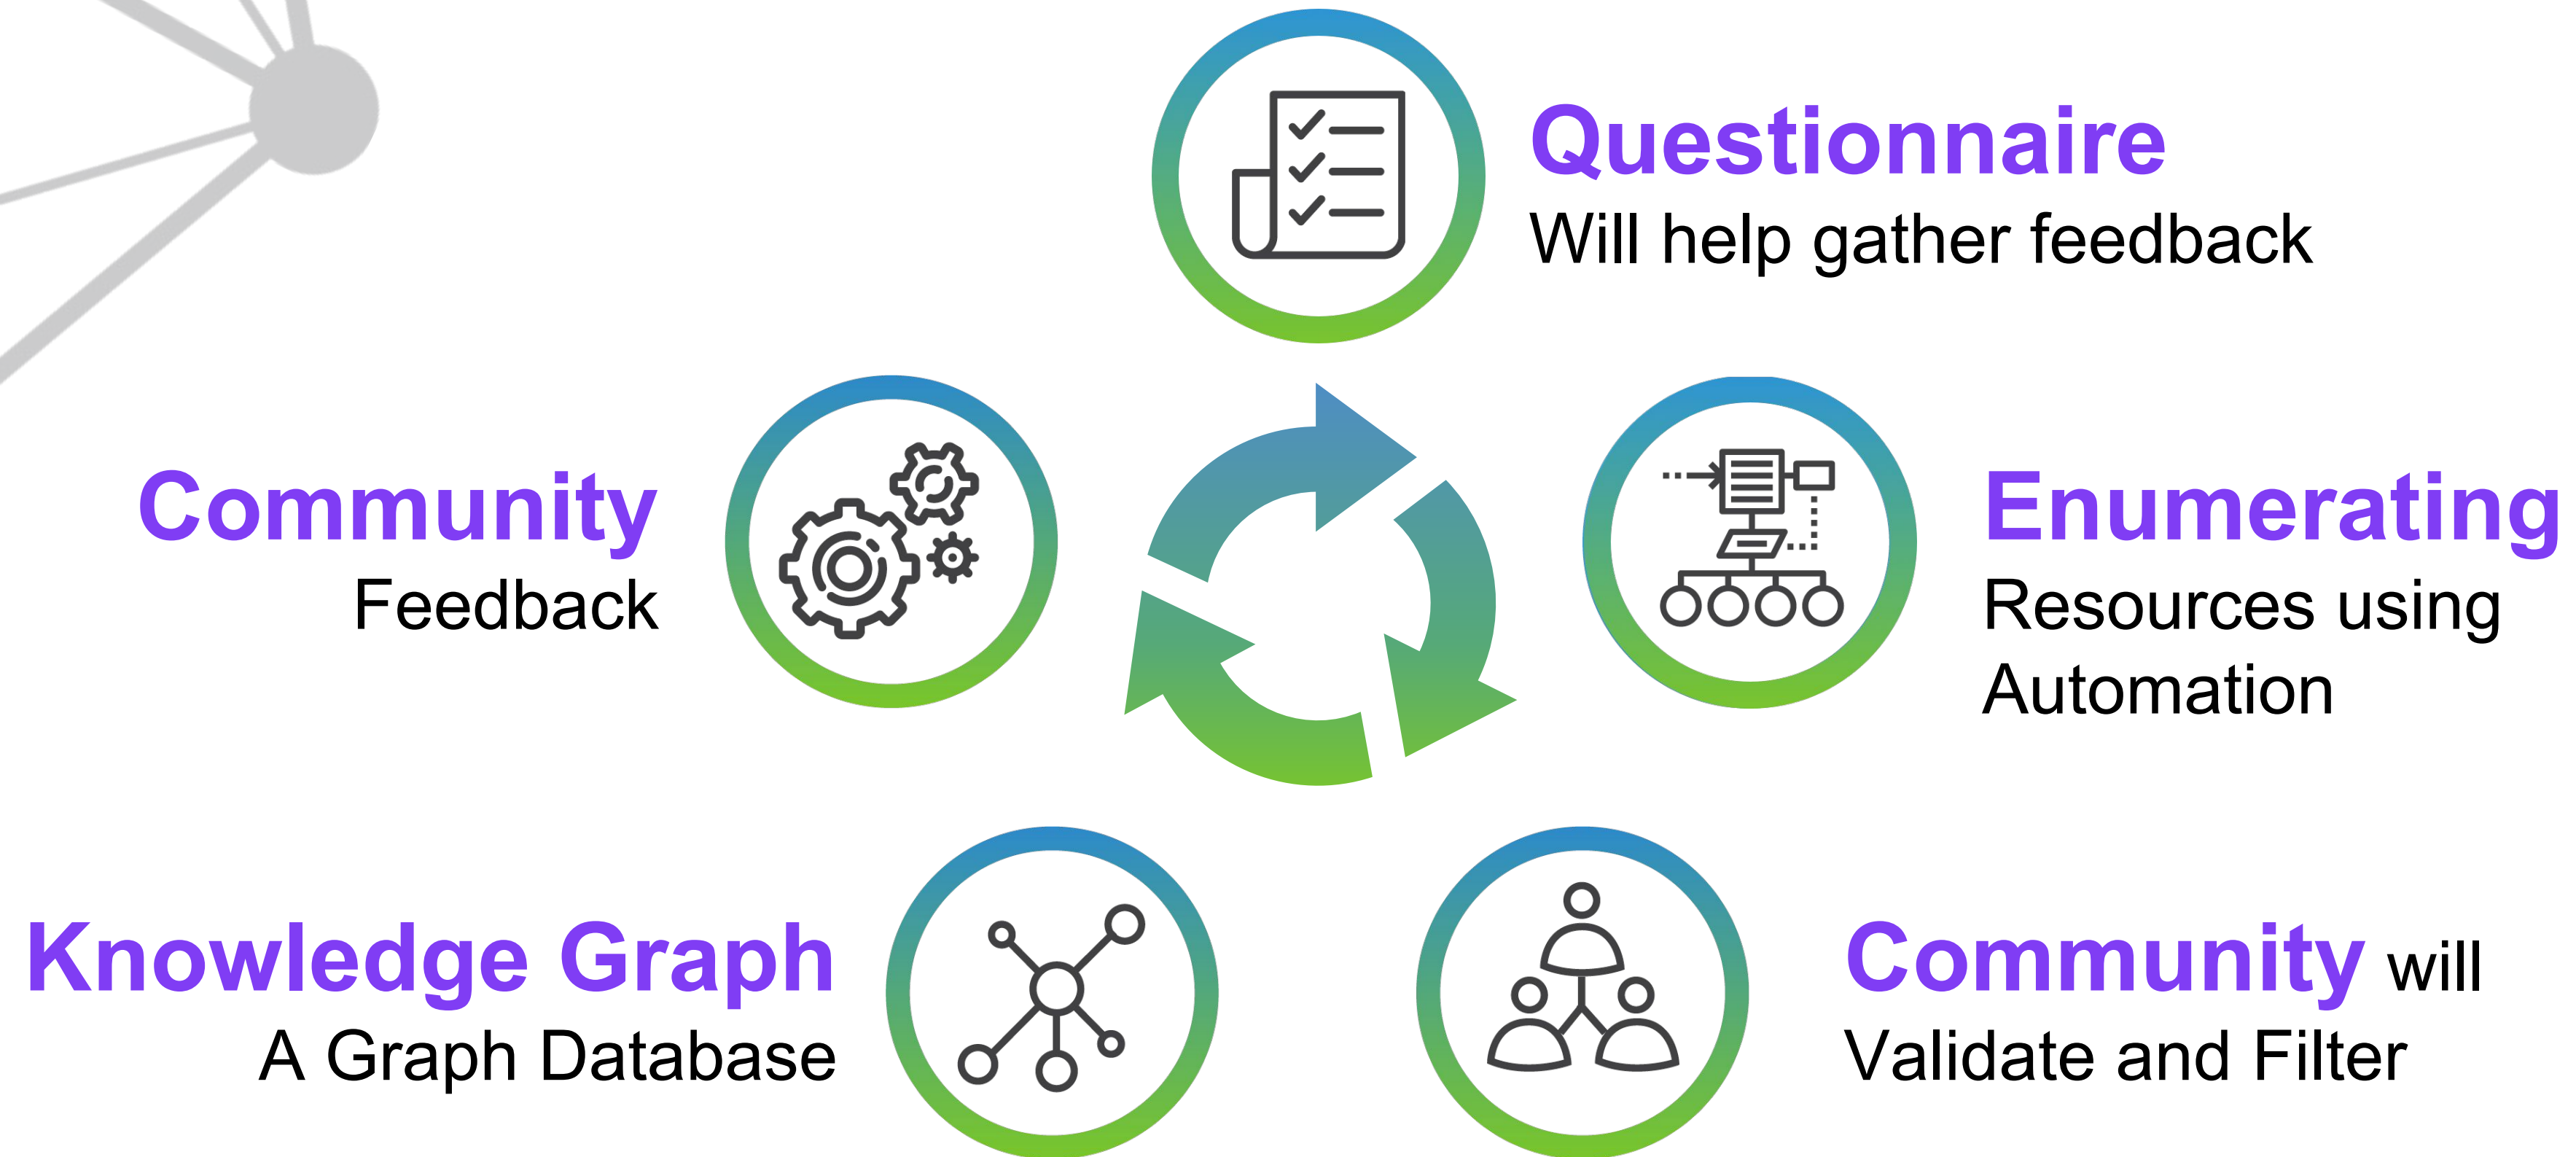 Questionnaire
Will help gather feedback
Community
Feedback
Enumerating
Resources using
Automation
Knowledge Graph
A Graph Database
Community will
Validate and Filter